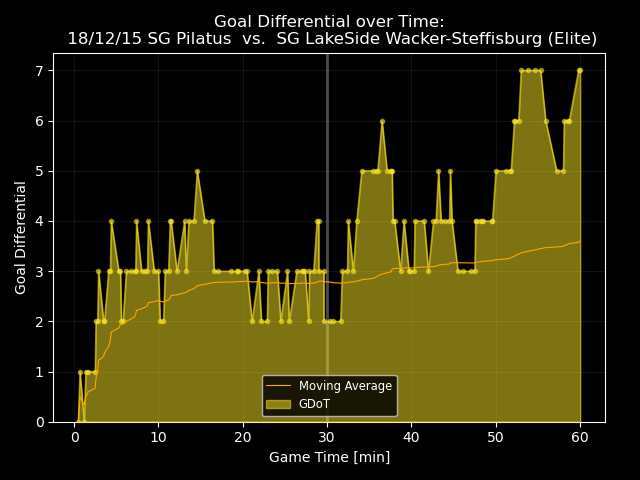 Goal Differential over Time:
18/12/15 SG Pilatus  vs.  SG LakeSide Wacker-Steffisburg (Elite)
Goal Differential
7
6
5
4
3
2
1
0
Moving Average
GDoT
0 10 20 30 40 50 60
Game Time [min]